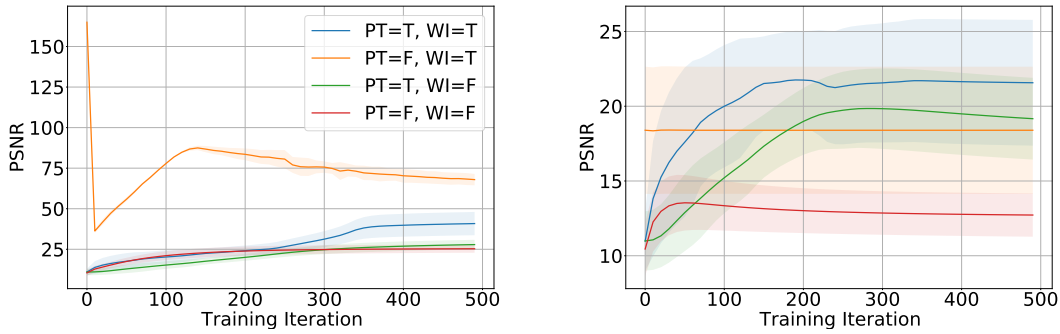 150
125
100
75
50
25
PSNR
0
100
200
300
400
500
Training Iteration
PT=T, WI=T
PT=F, WI=T
PT=T, WI=F
PT=F, WI=F
25
20
15
10
PSNR
0
100
200
300
400
500
Training Iteration